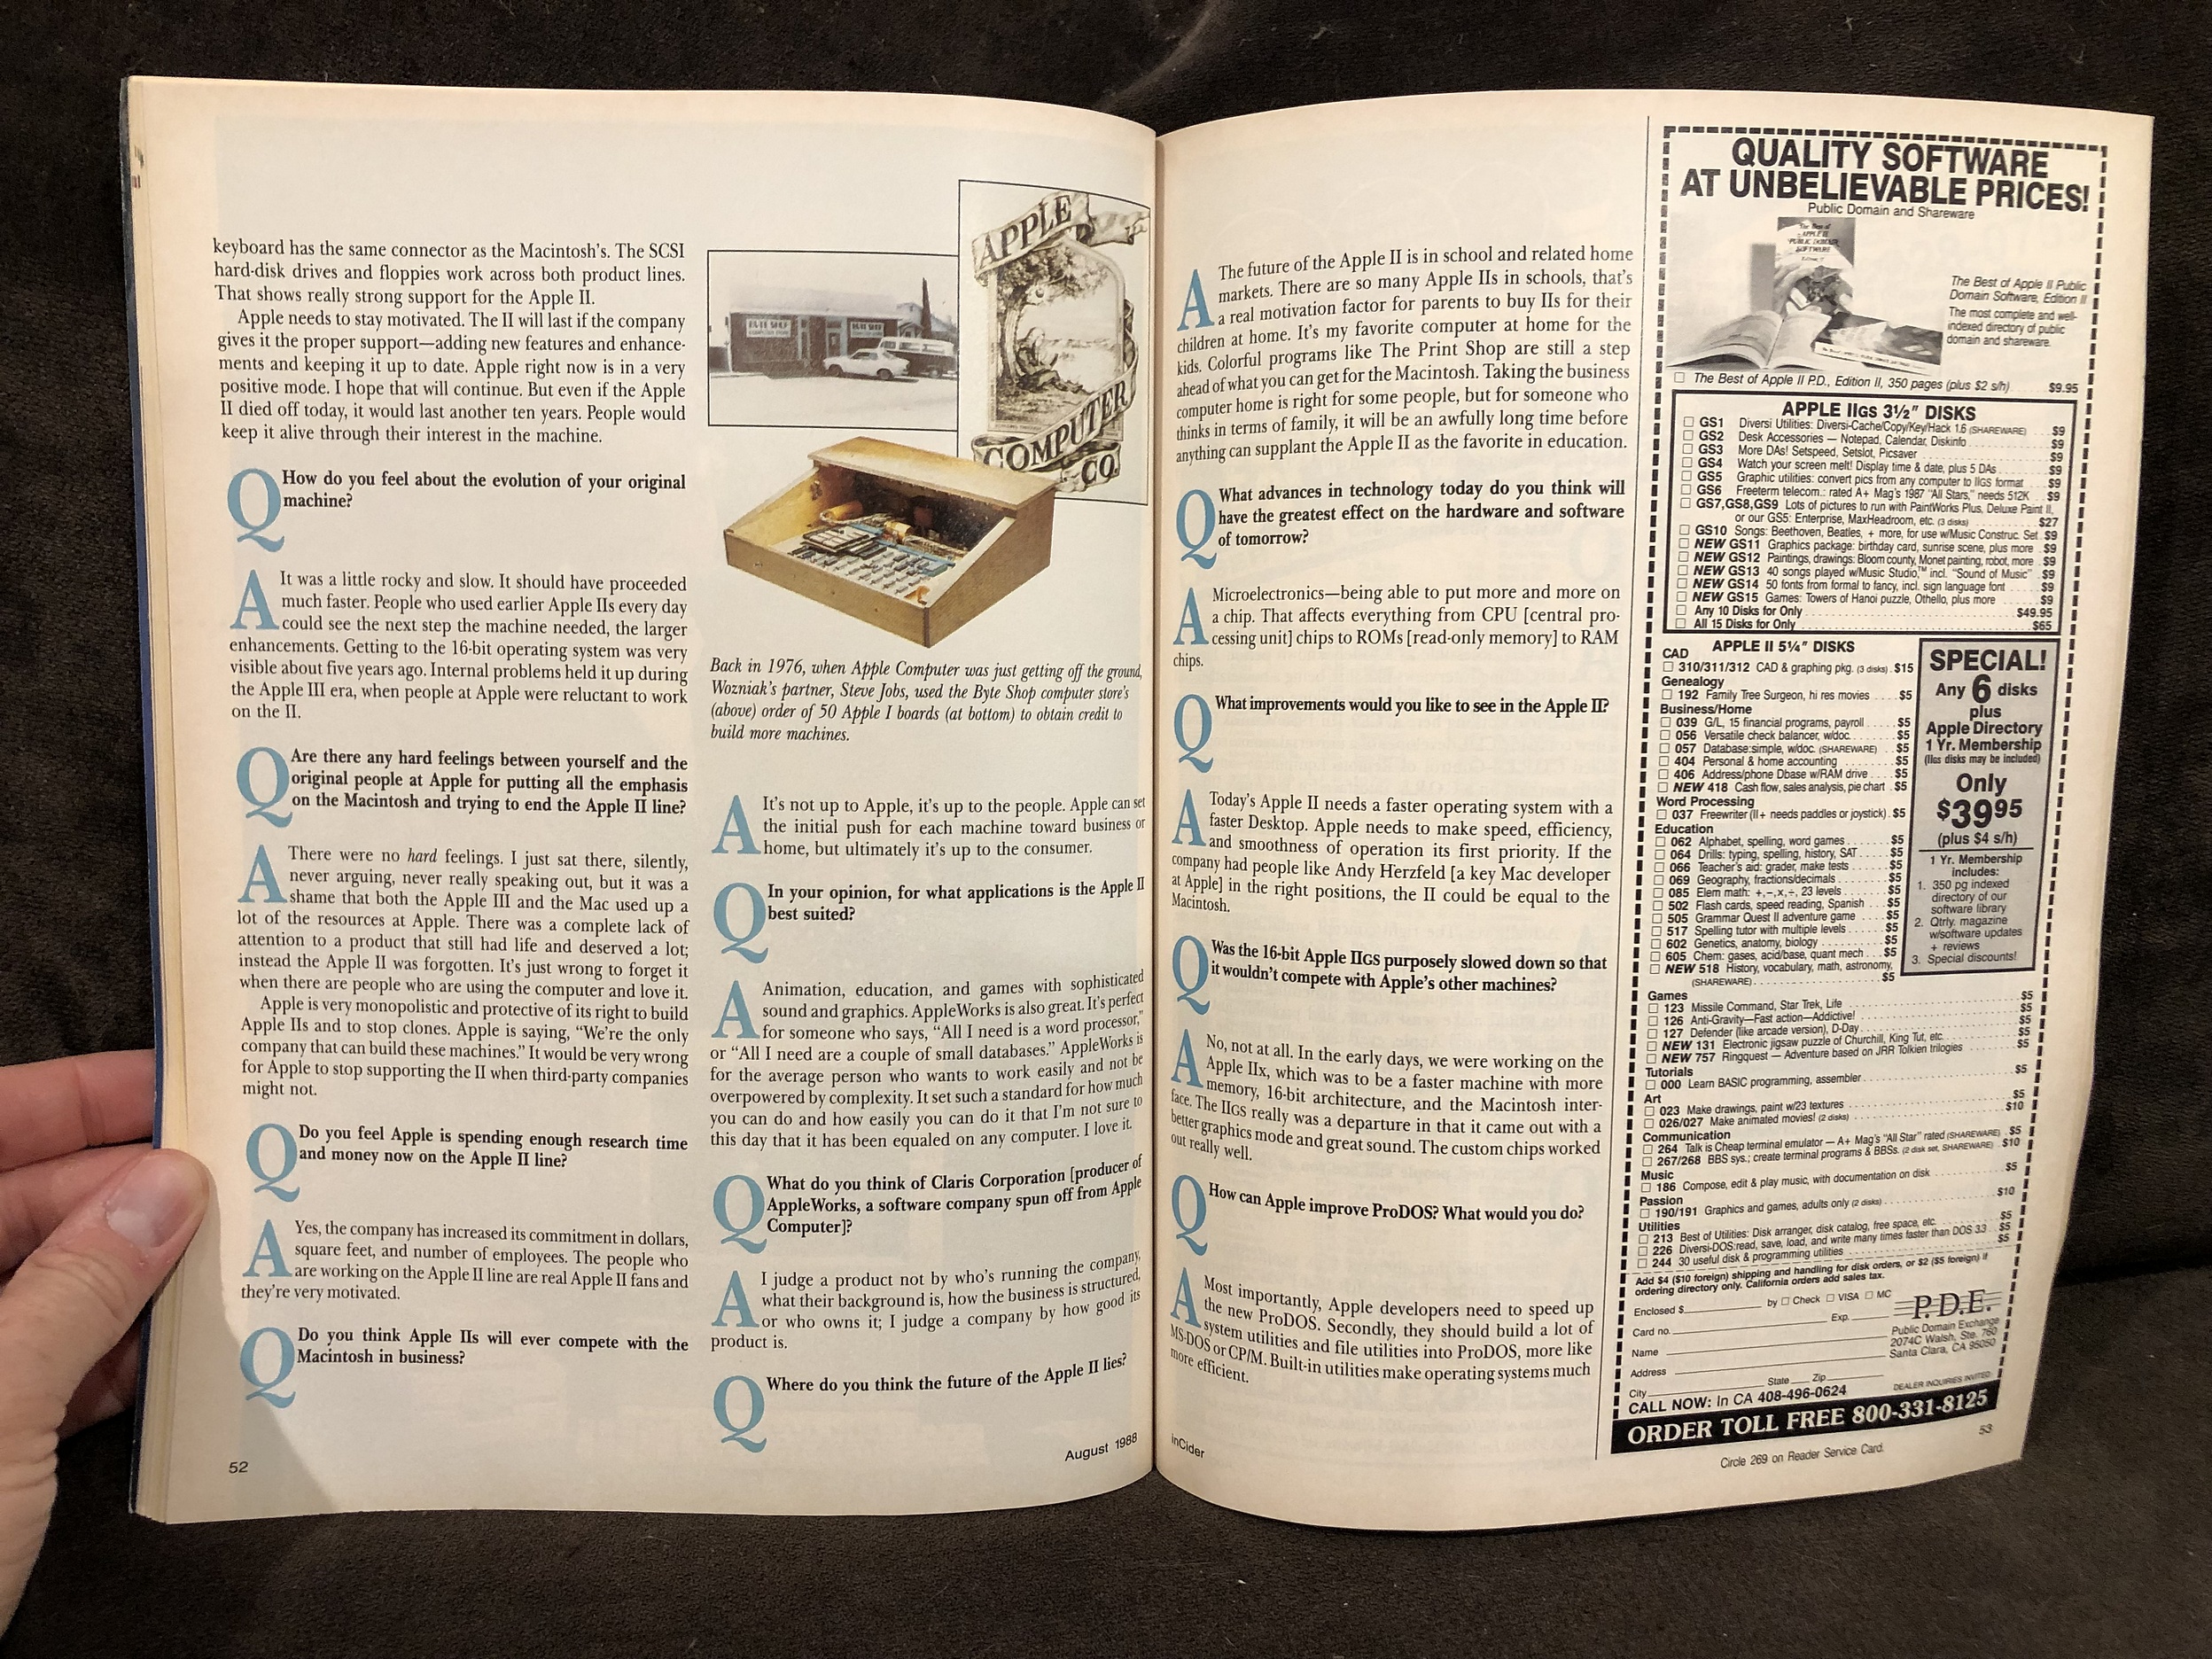 keyboard has the same connector as the Macintosh's. The SCSI
hard-disk drives and floppies work across both product lines.
That shows really strong support for the Apple II.
Apple needs to stay motivated. The II will last if the company
gives it the proper support—adding new features and enhance-
ments and keeping it up to date. Apple right now is in a very
positive mode. I hope that will continue. But even if the Apple
II died off today, it would last another ten years. People would
keep it alive through their interest in the machine.
Q How do you feel about the evolution of your original
machine?
A It was a little rocky and slow. It should have proceeded
much faster. People who used earlier Apple IIs every day
could see the next step the machine needed, the larger
enhancements. Getting to the 16-bit operating system was very
visible about five years ago. Internal problems held it up during
the Apple III era, when people at Apple were reluctant to work
on the II.
Q Are there any hard feelings between yourself and the
original people at Apple for putting all the emphasis
on the Macintosh and trying to end the Apple II line?
A There were no hard feelings. I just sat there, silently,
never arguing, never really speaking out, but it was a
shame that both the Apple III and the Mac used up a
lot of the resources at Apple. There was a complete lack of
attention to a product that still had life and deserved a lot;
instead the Apple II was forgotten. It's just wrong to forget it
when there are people who are using the computer and love it.
Apple is very monopolistic and protective of its right to build
Apple IIs and to stop clones. Apple is saying, "We're the only
company that can build these machines." It would be very wrong
for Apple to stop supporting the II when third-party companies
might not.
Q Do you feel Apple is spending enough research time
and money now on the Apple II line?
A Yes, the company has increased its commitment in dollars,
square feet, and number of employees. The people who
are working on the Apple II line are real Apple II fans and
they're very motivated.
Q Do you think Apple IIs will ever compete with the
Macintosh in business?
52
BYTE SHOP
BYTE SHOP
APPLE
COMPUTER
CO.
Back in 1976, when Apple Computer was just getting off the ground,
Wozniak's partner, Steve Jobs, used the Byte Shop computer store's
(above) order of 50 Apple I boards (at bottom) to obtain credit to
build more machines.
A It's not up to Apple, it's up to the people. Apple can set
the initial push for each machine toward business or
home, but ultimately it's up to the consumer.
Q In your opinion, for what applications is the Apple II
best suited?
A Animation, education, and games with sophisticated
sound and graphics. AppleWorks is also great. It's perfect
for someone who says, "All I need is a word processor,"
or "All I need are a couple of small databases." AppleWorks is
for the average person who wants to work easily and not be
overpowered by complexity. It set such a standard for how much
you can do and how easily you can do it that I'm not sure to
this day that it has been equaled on any computer. I love it.
Q What do you think of Claris Corporation [producer of
AppleWorks, a software company spun off from Apple
Computer]?
A I judge a product not by who's running the company,
what their background is, how the business is structured,
or who owns it; I judge a company by how good its
product is.
Q Where do you think the future of the Apple II lies?
August 1988
A The future of the Apple II is in school and related home
markets. There are so many Apple IIs in schools, that's
a real motivation factor for parents to buy IIs for their
children at home. It's my favorite computer at home for the
kids. Colorful programs like The Print Shop are still a step
ahead of what you can get for the Macintosh. Taking the business
computer home is right for some people, but for someone who
thinks in terms of family, it will be an awfully long time before
anything can supplant the Apple II as the favorite in education.
Q What advances in technology today do you think will
have the greatest effect on the hardware and software
of tomorrow?
A Microelectronics—being able to put more and more on
a chip. That affects everything from CPU [central pro-
cessing unit] chips to ROMs [read-only memory] to RAM
chips.
Q What improvements would you like to see in the Apple II?
A Today's Apple II needs a faster operating system with a
faster Desktop. Apple needs to make speed, efficiency,
and smoothness of operation its first priority. If the
company had people like Andy Herzfeld [a key Mac developer
at Apple] in the right positions, the II could be equal to the
Macintosh.
Q Was the 16-bit Apple IIGS purposely slowed down so that
it wouldn't compete with Apple's other machines?
A No, not at all. In the early days, we were working on the
Apple IIx, which was to be a faster machine with more
memory, 16-bit architecture, and the Macintosh inter-
face. The IIGS really was a departure in that it came out with a
better graphics mode and great sound. The custom chips worked
out really well.
Q How can Apple improve ProDOS? What would you do?
A Most importantly, Apple developers need to speed up
the new ProDOS. Secondly, they should build a lot of
system utilities and file utilities into ProDOS, more like
MS-DOS or CP/M. Built-in utilities make operating systems much
more efficient.
inCider
QUALITY SOFTWARE
AT UNBELIEVABLE PRICES!
Public Domain and Shareware
The Best of
APPLE II
PUBLIC DOMAIN
SOFTWARE
The Best of Apple II Public
Domain Software, Edition II
The most complete and well-
indexed directory of public
domain and shareware.
The Best of Apple II P.D., Edition II, 350 pages (plus $2 s/h) $9.95
APPLE IIGS 3½" DISKS
GS1 Diversi Utilities: Diversi-Cache/Copy/Key/Hack 1.6 (SHAREWARE) $9
GS2 Desk Accessories — Notepad, Calendar, Diskinfo $9
GS3 More DAs! Setspeed, Setslot, Picsaver $9
GS4 Watch your screen melt! Display time & date, plus 5 DAs $9
GS5 Graphic utilities: convert pics from any computer to IIGS format $9
GS6 Freeterm telecom.: rated A+ Mag's 1987 "All Stars," needs 512K $9
GS7,GS8,GS9 Lots of pictures to run with PaintWorks Plus, Deluxe Paint II,
or our GS5: Enterprise, MaxHeadroom, etc. (3 disks) $27
GS10 Songs: Beethoven, Beatles, + more, for use w/Music Construc. Set $9
NEW GS11 Graphics package: birthday card, sunrise scene, plus more $9
NEW GS12 Paintings, drawings: Bloom county, Monet painting, robot, more $9
NEW GS13 40 songs played w/Music Studio,™ incl. "Sound of Music" $9
NEW GS14 50 fonts from formal to fancy, incl. sign language font $9
NEW GS15 Games: Towers of Hanoi puzzle, Othello, plus more $9
Any 10 Disks for Only $49.95
All 15 Disks for Only $65
APPLE II 5¼" DISKS
CAD
310/311/312 CAD & graphing pkg. (3 disks) $15
Genealogy
192 Family Tree Surgeon, hi res movies $5
Business/Home
039 G/L, 15 financial programs, payroll $5
056 Versatile check balancer, w/doc. $5
057 Database:simple, w/doc. (SHAREWARE) $5
404 Personal & home accounting $5
406 Address/phone Dbase w/RAM drive $5
NEW 418 Cash flow, sales analysis, pie chart $5
Word Processing
037 Freewriter (II+ needs paddles or joystick) $5
Education
062 Alphabet, spelling, word games $5
064 Drills: typing, spelling, history, SAT $5
066 Teacher's aid: grader, make tests $5
069 Geography, fractions/decimals $5
085 Elem math: +,−,×,÷, 23 levels $5
502 Flash cards, speed reading, Spanish $5
505 Grammar Quest II adventure game $5
517 Spelling tutor with multiple levels $5
602 Genetics, anatomy, biology $5
605 Chem: gases, acid/base, quant mech $5
NEW 518 History, vocabulary, math, astronomy,
(SHAREWARE) $5
SPECIAL!
Any 6 disks
plus
Apple Directory
1 Yr. Membership
(IIgs disks may be included)
Only
$39.95
(plus $4 s/h)
1 Yr. Membership
includes:
1. 350 pg indexed
directory of our
software library
2. Qtrly. magazine
w/software updates
+ reviews
3. Special discounts!
Games
123 Missile Command, Star Trek, Life $5
126 Anti-Gravity—Fast action—Addictive! $5
127 Defender (like arcade version), D-Day $5
NEW 131 Electronic jigsaw puzzle of Churchill, King Tut, etc. $5
NEW 757 Ringquest — Adventure based on JRR Tolkien trilogies $5
Tutorials
000 Learn BASIC programming, assembler $5
Art
023 Make drawings, paint w/23 textures $5
026/027 Make animated movies! (2 disks) $10
Communication
264 Talk is Cheap terminal emulator — A+ Mag's "All Star" rated (SHAREWARE) $5
267/268 BBS sys.; create terminal programs & BBSs. (2 disk set, SHAREWARE) $10
Music
186 Compose, edit & play music, with documentation on disk $5
Passion
190/191 Graphics and games, adults only (2 disks) $10
Utilities
213 Best of Utilities: Disk arranger, disk catalog, free space, etc. $5
226 Diversi-DOS:read, save, load, and write many times faster than DOS 3.3 $5
244 30 useful disk & programming utilities $5
Add $4 ($10 foreign) shipping and handling for disk orders, or $2 ($5 foreign) if
ordering directory only. California orders add sales tax.
Enclosed $ by Check VISA MC
Card no. Exp.
Name
Address
City State Zip
P.D.E.
Public Domain Exchange
2074C Walsh, Ste. 760
Santa Clara, CA 95050
DEALER INQUIRIES INVITED
CALL NOW: In CA 408-496-0624
ORDER TOLL FREE 800-331-8125
Circle 269 on Reader Service Card.
53